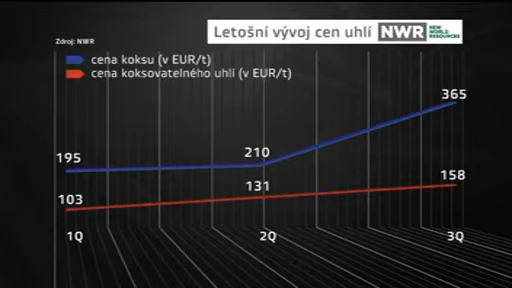 Letošní vývoj cen uhlí NWR NEW WORLD RESOURCES
Zdroj: NWR
cena koksu (v EUR/t)
cena koksovatelného uhlí (v EUR/t)
365
195
210
158
103
131
1Q
2Q
3Q